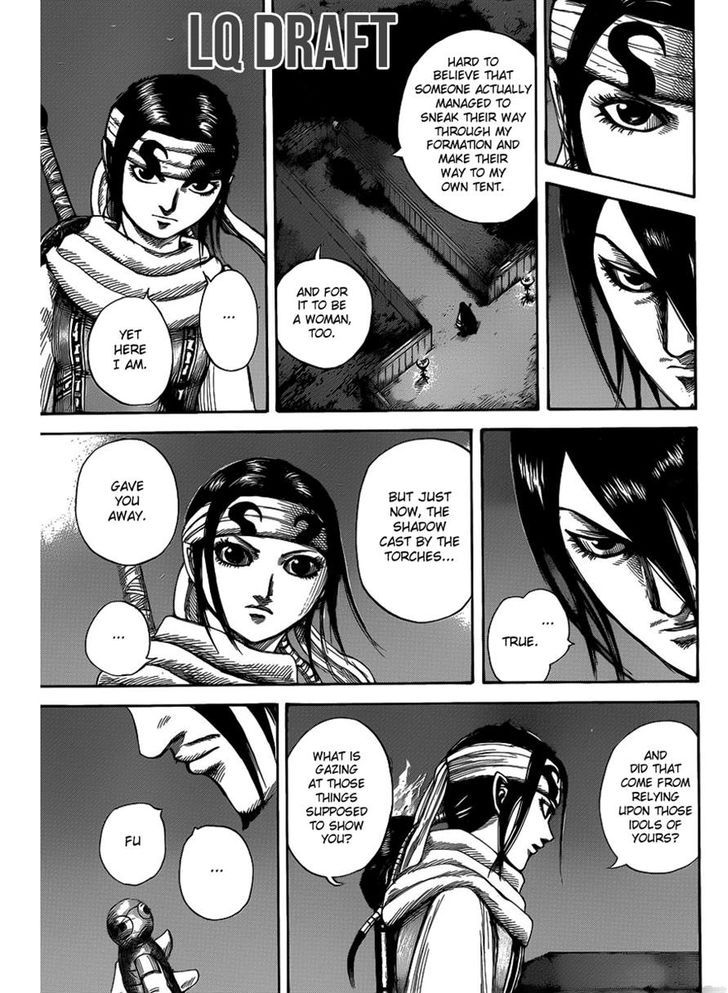 LQ DRAFT
HARD TO
BELIEVE THAT
SOMEONE ACTUALLY
MANAGED TO
SNEAK THEIR WAY
THROUGH MY
FORMATION AND
MAKE THEIR
WAY TO MY
OWN TENT.
AND FOR
IT TO BE
A WOMAN,
TOO.
...
YET
HERE
I AM.
...
TRUE.
BUT JUST
NOW, THE
SHADOW
CAST BY THE
TORCHES...
GAVE
YOU
AWAY.
...
AND
DID THAT
COME FROM
RELYING
UPON THOSE
IDOLS OF
YOURS?
WHAT IS
GAZING
AT THOSE
THINGS
SUPPOSED
TO SHOW
YOU?
...
FU